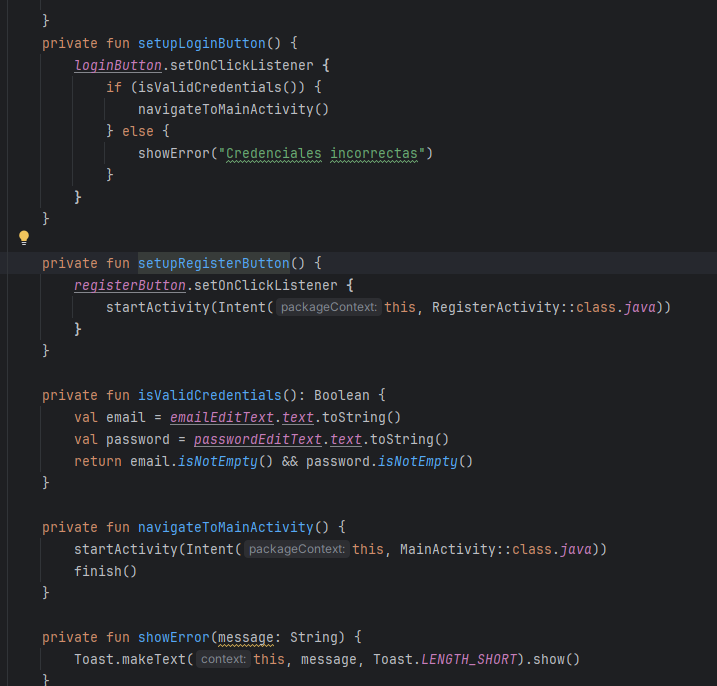 }
private fun setupLoginButton() {
loginButton.setOnClickListener {
if (isValidCredentials()) {
navigateToMainActivity()
} else {
showError("Credenciales incorrectas")
}
}
}
private fun setupRegisterButton() {
registerButton.setOnClickListener {
startActivity(Intent( packageContext: this, RegisterActivity::class.java))
}
}
private fun isValidCredentials(): Boolean {
val email = emailEditText.text.toString()
val password = passwordEditText.text.toString()
return email.isNotEmpty() && password.isNotEmpty()
}
private fun navigateToMainActivity() {
startActivity(Intent( packageContext: this, MainActivity::class.java))
finish()
}
private fun showError(message: String) {
Toast.makeText( context: this, message, Toast.LENGTH_SHORT).show()
}